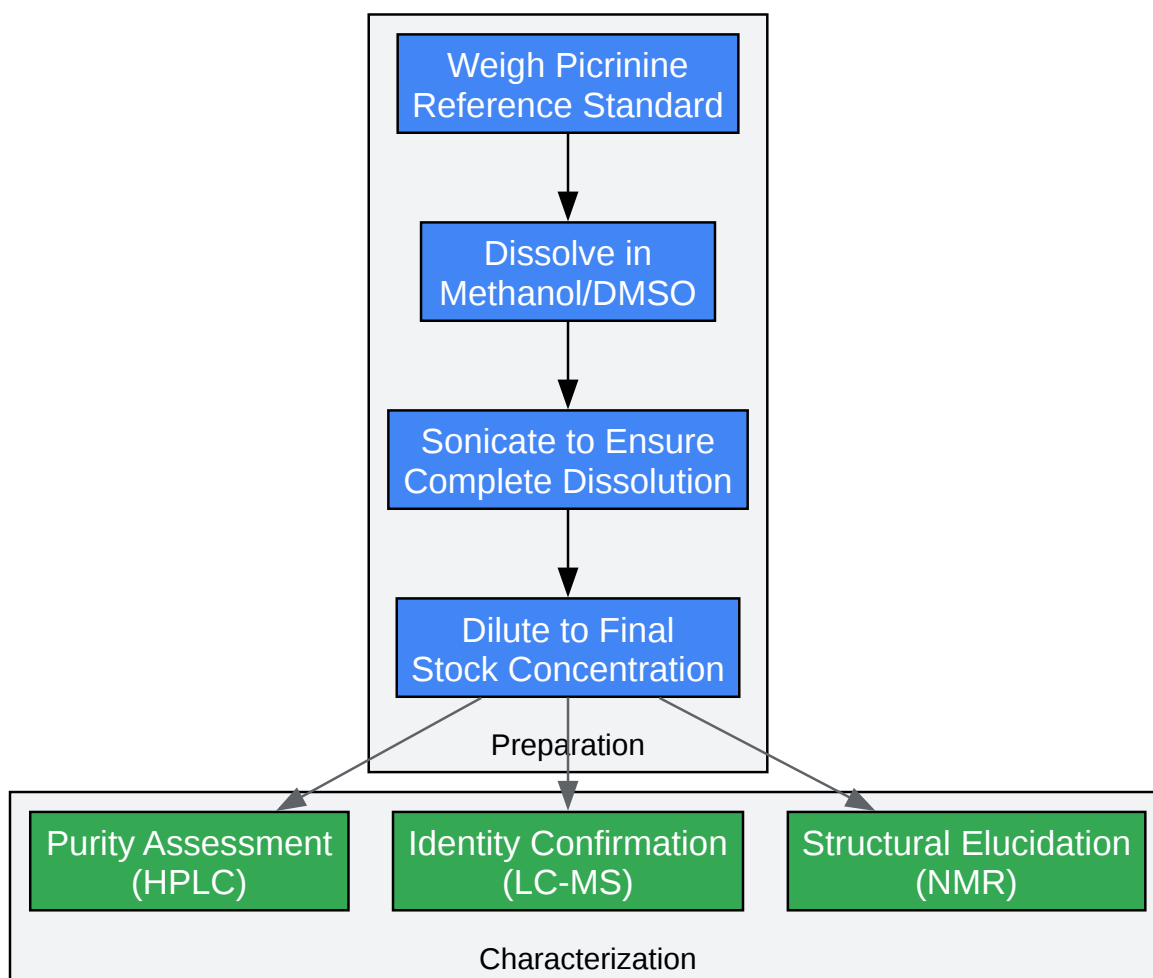 Weigh Picrinine
Reference Standard
Dissolve in
Methanol/DMSO
Sonicate to Ensure
Complete Dissolution
Dilute to Final
Stock Concentration
Preparation
Purity Assessment
(HPLC)
Identity Confirmation
(LC-MS)
Structural Elucidation
(NMR)
Characterization